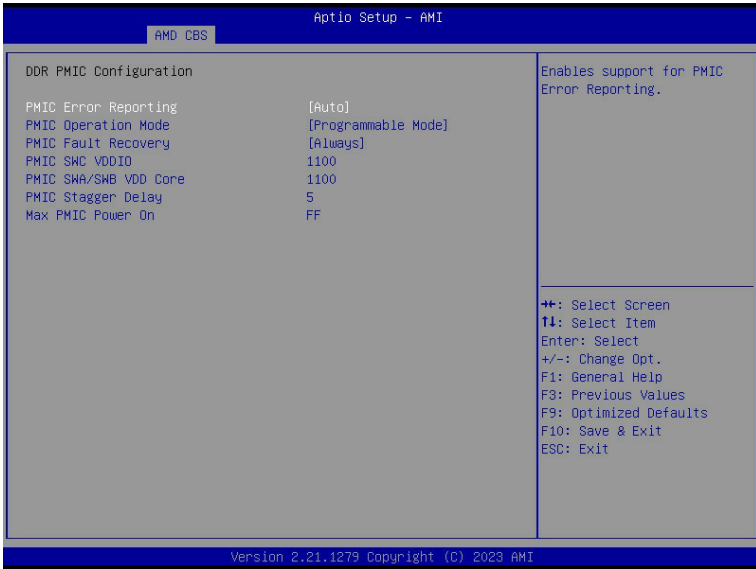 Aptio Setup – AMI
AMD CBS
DDR PMIC Configuration
PMIC Error Reporting [Auto]
PMIC Operation Mode [Programmable Mode]
PMIC Fault Recovery [Always]
PMIC SWC VDDIO 1100
PMIC SWA/SWB VDD Core 1100
PMIC Stagger Delay 5
Max PMIC Power On FF
Enables support for PMIC
Error Reporting.
→←: Select Screen
↑↓: Select Item
Enter: Select
+/-: Change Opt.
F1: General Help
F3: Previous Values
F9: Optimized Defaults
F10: Save & Exit
ESC: Exit
Version 2.21.1279 Copyright (C) 2023 AMI